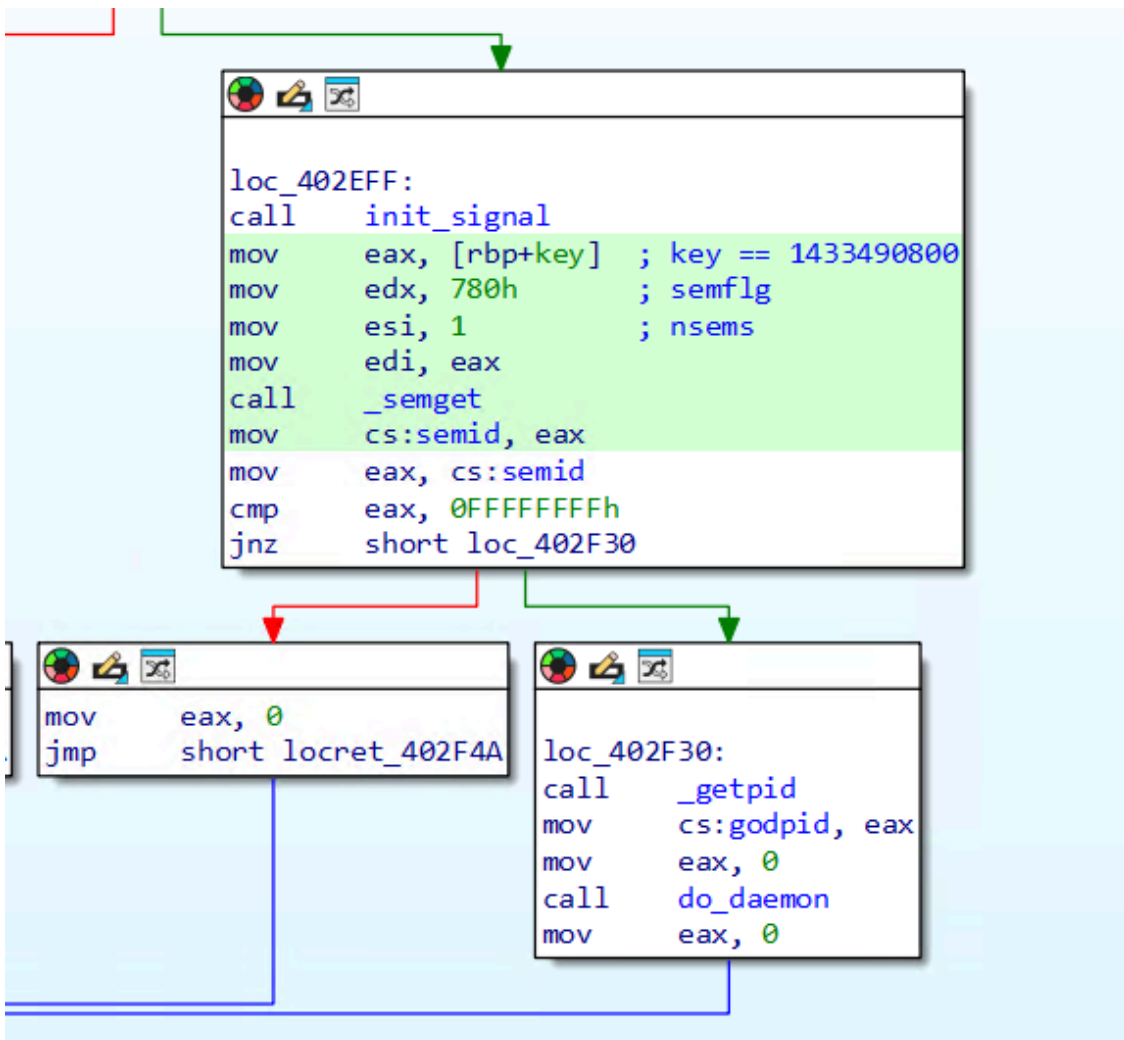 loc_402EFF:
call init_signal
mov eax, [rbp+key] ; key == 1433490800
mov edx, 780h ; semflg
mov esi, 1 ; nsems
mov edi, eax
call _semget
mov cs:semid, eax
mov eax, cs:semid
cmp eax, 0FFFFFFFFh
jnz short loc_402F30
mov eax, 0
jmp short locret_402F4A
loc_402F30:
call _getpid
mov cs:godpid, eax
mov eax, 0
call do_daemon
mov eax, 0